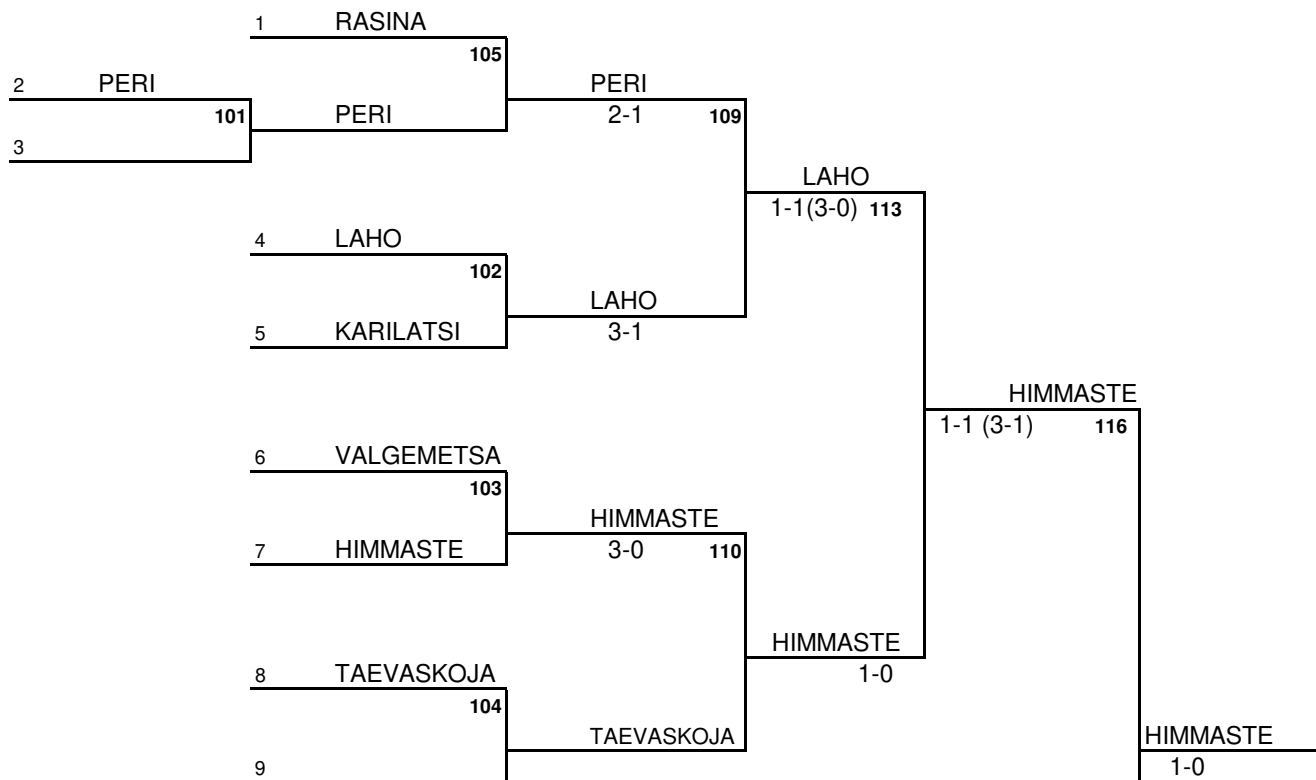 1 RASINA
105
2 PERI PERI
101 PERI 2-1 109
3
LAHO
1-1(3-0) 113
4 LAHO
102
LAHO
5 KARILATSI 3-1
HIMMASTE
1-1 (3-1) 116
6 VALGEMETSA
103
HIMMASTE
7 HIMMASTE 3-0 110
HIMMASTE
8 TAEVASKOJA 1-0
104
TAEVASKOJA HIMMASTE
9 1-0